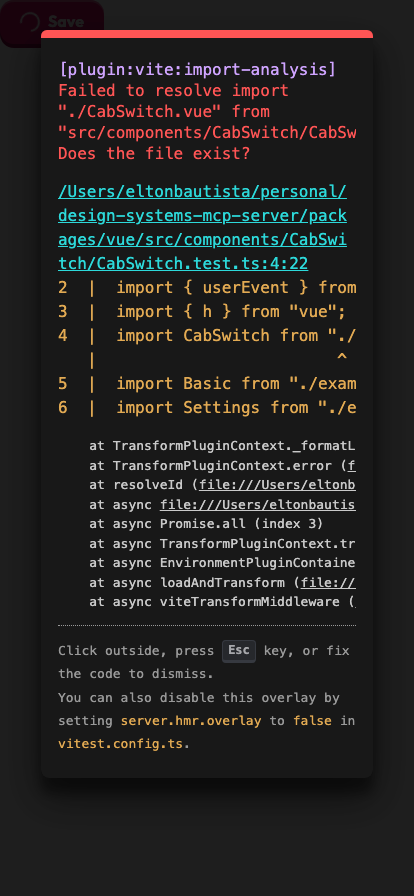 Save
[plugin:vite:import-analysis]
Failed to resolve import
"./CabSwitch.vue" from
"src/components/CabSwitch/CabSw
Does the file exist?
/Users/eltonbautista/personal/
design-systems-mcp-server/pack
ages/vue/src/components/CabSwi
tch/CabSwitch.test.ts:4:22
2 | import { userEvent } from
3 | import { h } from "vue";
4 | import CabSwitch from "./
| ^
5 | import Basic from "./exam
6 | import Settings from "./e
at TransformPluginContext._formatL
at TransformPluginContext.error (f
at resolveId (file:///Users/eltonb
at async file:///Users/eltonbautis
at async Promise.all (index 3)
at async TransformPluginContext.tr
at async EnvironmentPluginContaine
at async loadAndTransform (file://
at async viteTransformMiddleware (
Click outside, press Esc key, or fix
the code to dismiss.
You can also disable this overlay by
setting server.hmr.overlay to false in
vitest.config.ts.